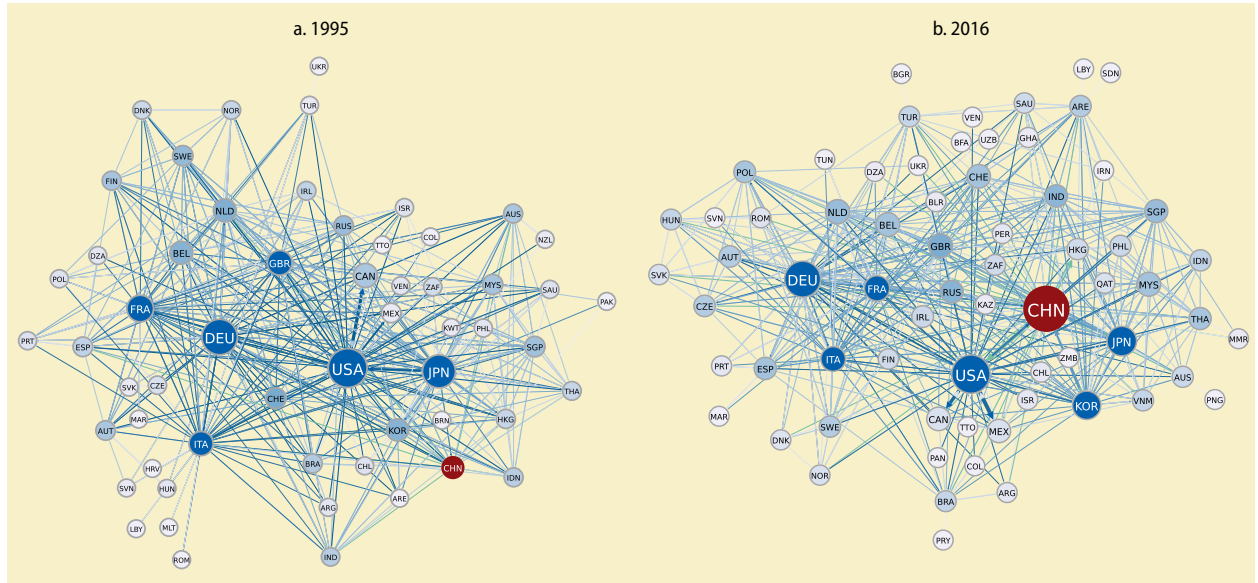 a. 1995
UKR
DNK
NOR
TUR
SWE
FIN
IRL
NLD
ISR
AUS
RUS
COL
NZL
TTO
DZA
BEL
GBR
POL
CAN
VEN
ZAF
MYS
SAU
PAK
FRA
MEX
KWT
PHL
PRT
ESP
DEU
SGP
USA
JPN
SVK
CZE
THA
CHE
MAR
BRN
HKG
AUT
KOR
ITA
HRV
BRA
CHL
CHN
IDN
SVN
HUN
ARE
ARG
LBY
MLT
ROM
IND
b. 2016
BGR
LBY
SDN
SAU
ARE
TUR
VEN
BFA
UZB
GHA
TUN
UKR
POL
DZA
CHE
IRN
IND
BLR
HUN
SVN
ROM
NLD
BEL
SGP
PER
GBR
HKG
PHL
AUT
ZAF
IDN
SVK
DEU
FRA
RUS
QAT
MYS
CZE
KAZ
CHN
IRL
THA
JPN
MMR
ITA
FIN
ZMB
PRT
ESP
USA
CHL
AUS
ISR
KOR
VNM
PNG
MAR
CAN
TTO
MEX
SWE
DNK
PAN
COL
NOR
BRA
ARG
PRY